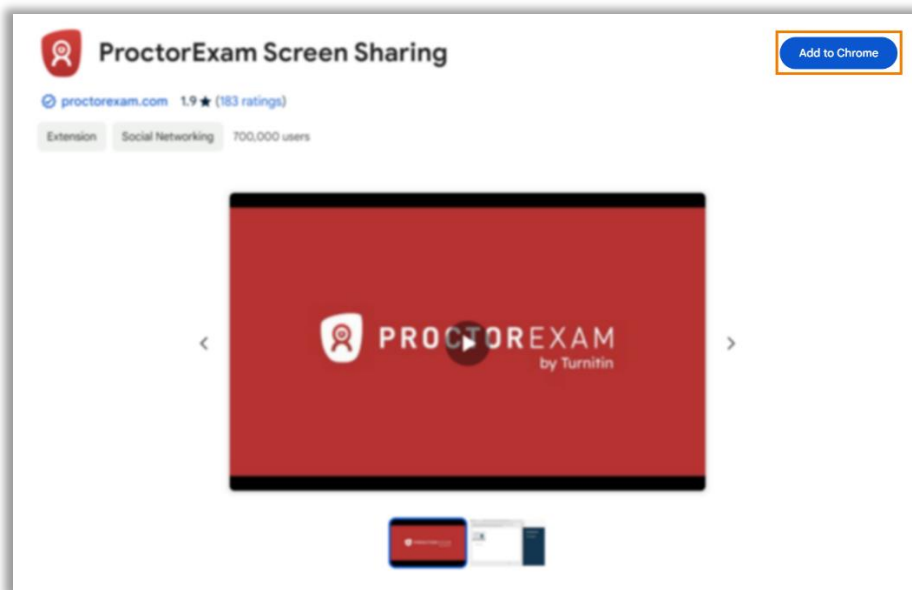 ProctorExam Screen Sharing
Add to Chrome
proctorexam.com 1.9★ (183 ratings)
Extension Social Networking 700,000 users
PROCTOREXAM
by Turnitin